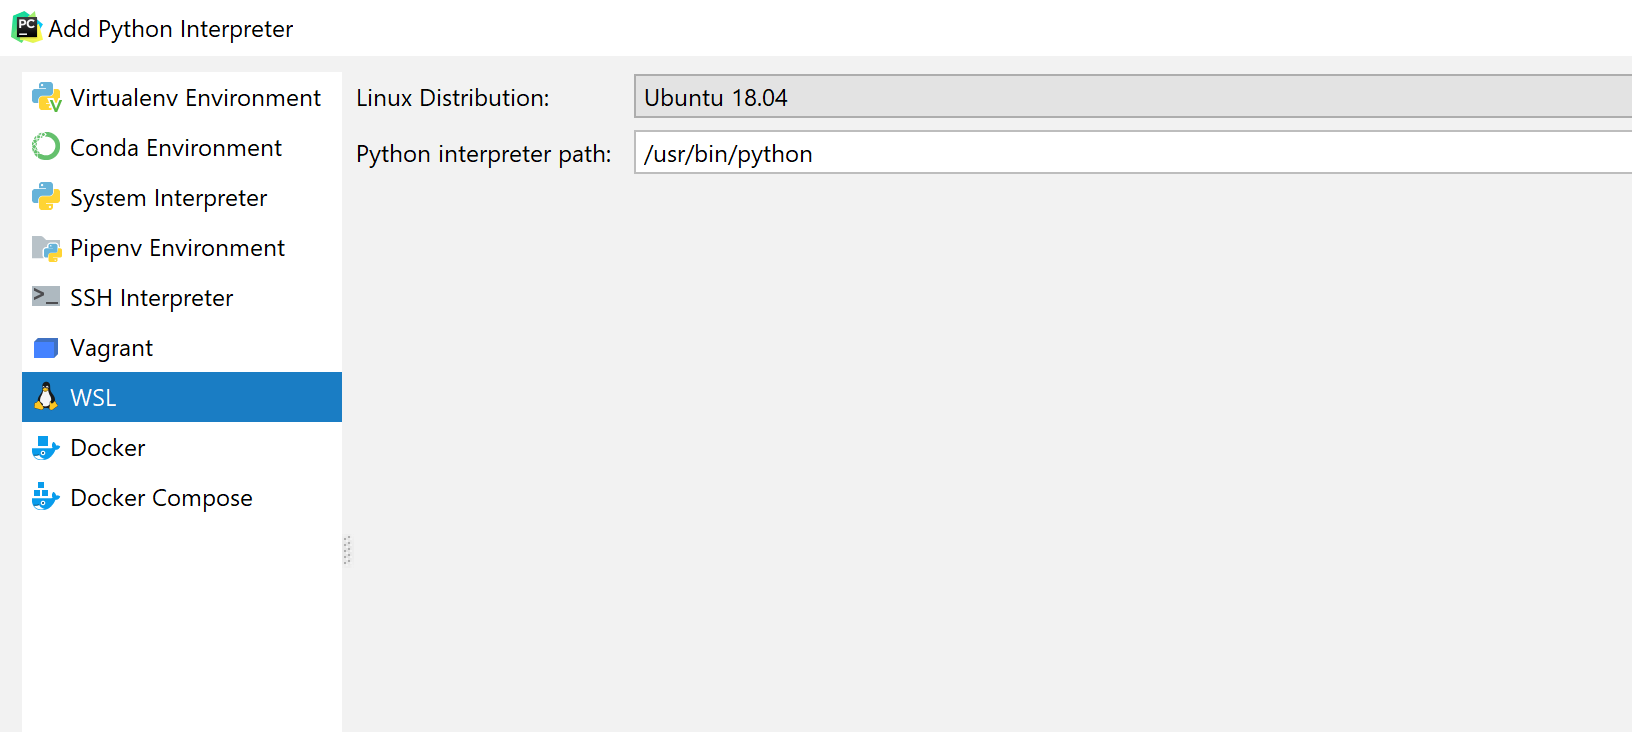 PC
Add Python Interpreter
Virtualenv Environment
Conda Environment
System Interpreter
Pipenv Environment
SSH Interpreter
Vagrant
WSL
Docker
Docker Compose
Linux Distribution: Ubuntu 18.04
Python interpreter path: /usr/bin/python